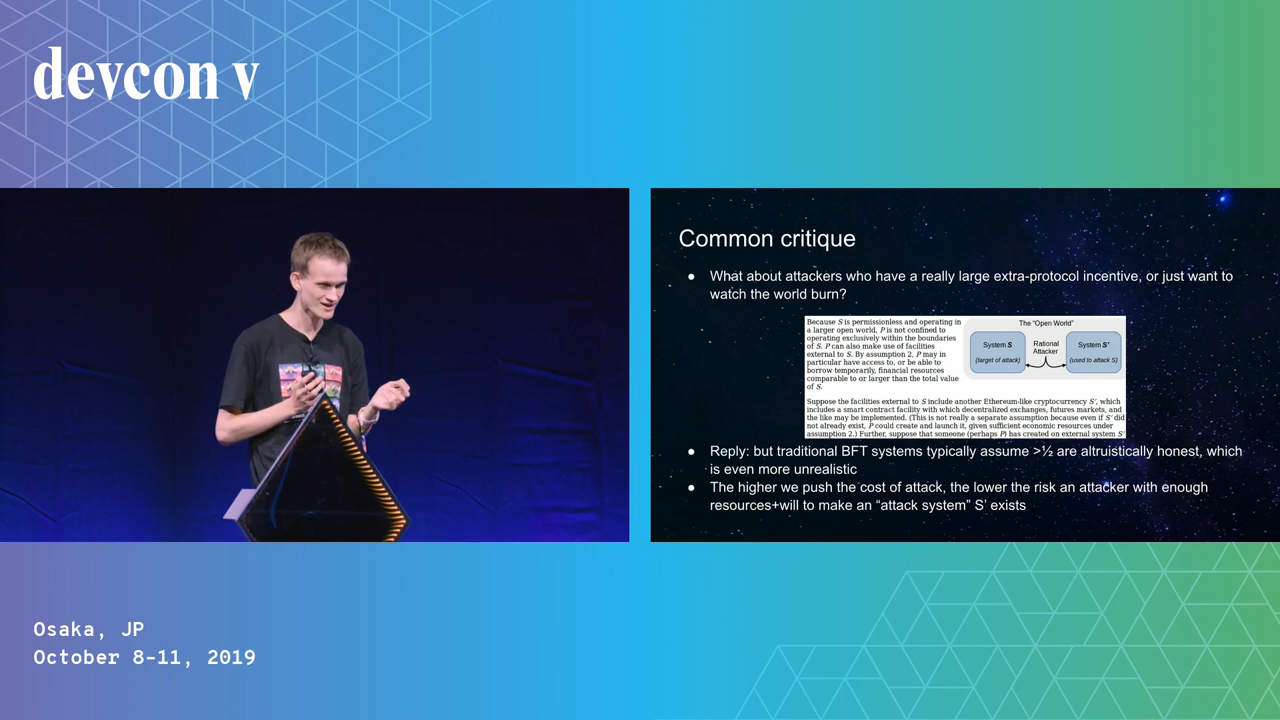 devcon v
Common critique
● What about attackers who have a really large extra-protocol incentive, or just want to
watch the world burn?
Because S is permissionless and operating in
a larger open world, P is not confined to
operating exclusively within the boundaries
of S. P can also make use of facilities
external to S. By assumption 2, P may in
particular have access to, or be able to
borrow temporarily, financial resources
comparable to or larger than the total value
of S.
The "Open World"
System S
(target of attack)
Rational
Attacker
System S'
(used to attack S)
Suppose the facilities external to S include another Ethereum-like cryptocurrency S', which
includes a smart contract facility with which decentralized exchanges, futures markets, and
the like may be implemented. (This is not really a separate assumption because even if S' did
not already exist, P could create and launch it, given sufficient economic resources under
assumption 2.) Further, suppose that someone (perhaps P) has created on external system S'
● Reply: but traditional BFT systems typically assume >½ are altruistically honest, which
is even more unrealistic
● The higher we push the cost of attack, the lower the risk an attacker with enough
resources+will to make an “attack system” S’ exists
Osaka, JP
October 8-11, 2019